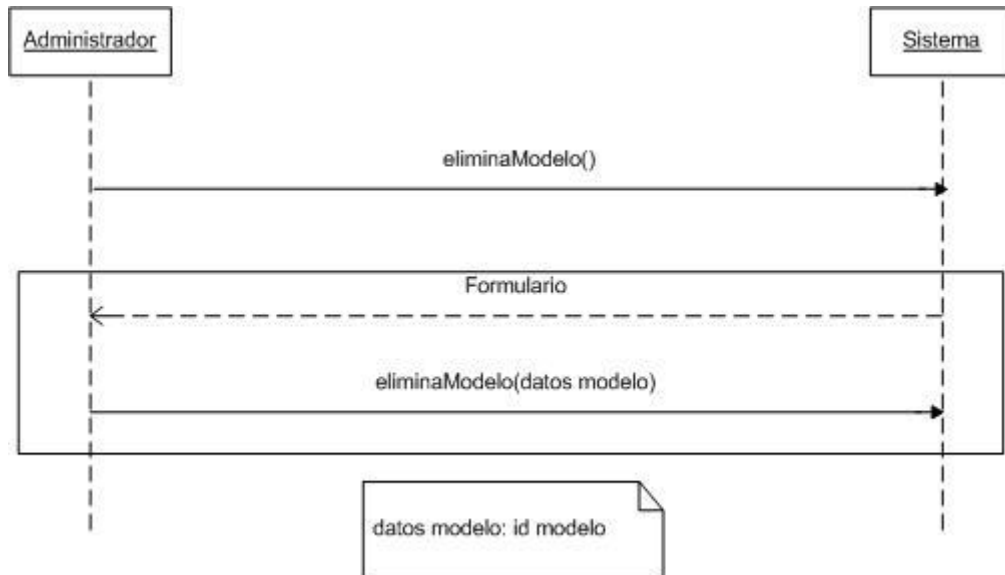 Administrador
Sistema
eliminaModelo()
Formulario
eliminaModelo(datos modelo)
datos modelo: id modelo